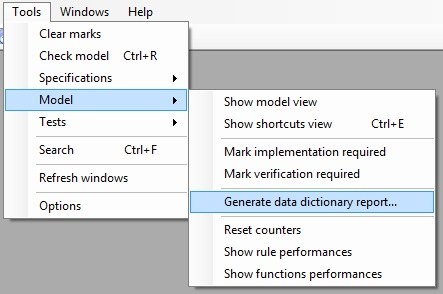 Tools Windows Help
Clear marks
Check model Ctrl+R
Specifications
Model
Tests
Search Ctrl+F
Refresh windows
Options
Show model view
Show shortcuts view Ctrl+E
Mark implementation required
Mark verification required
Generate data dictionary report...
Reset counters
Show rule performances
Show functions performances